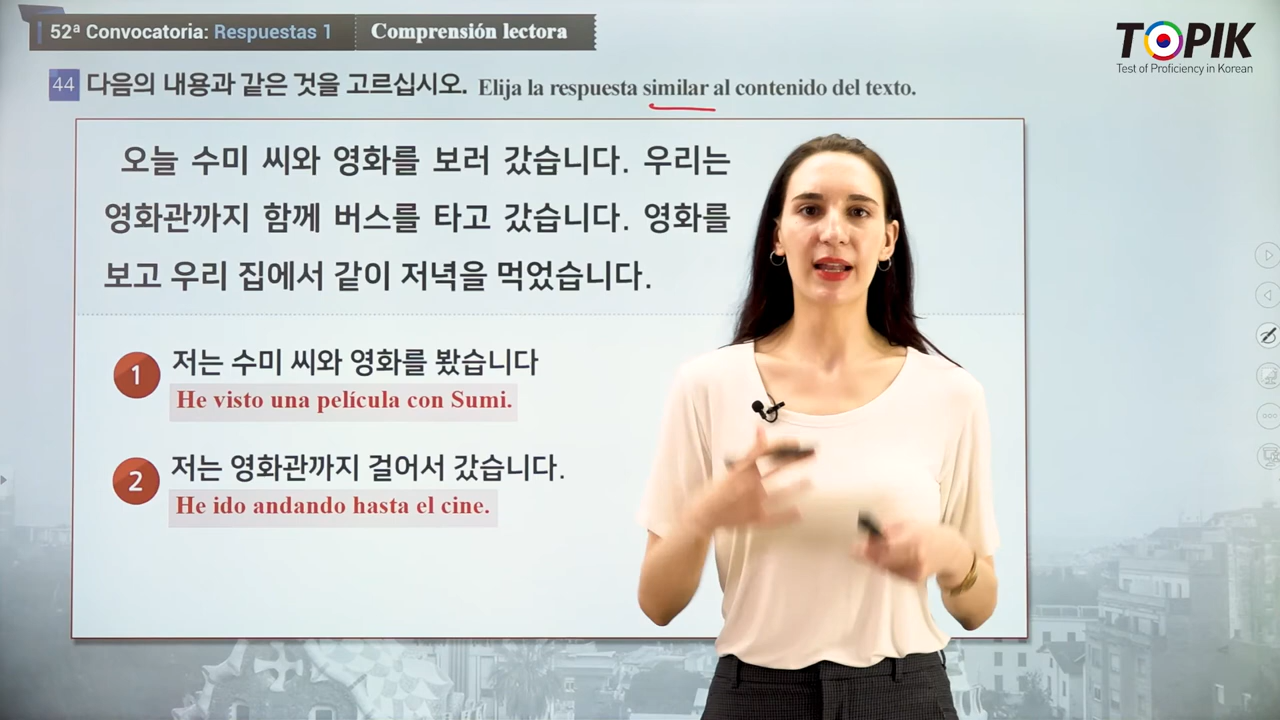 52ª Convocatoria: Respuestas 1
Comprensión lectora
TOPIK
Test of Proficiency in Korean
44 다음의 내용과 같은 것을 고르십시오. Elija la respuesta similar al contenido del texto.
오늘 수미 씨와 영화를 보러 갔습니다. 우리는
영화관까지 함께 버스를 타고 갔습니다. 영화를
보고 우리 집에서 같이 저녁을 먹었습니다.
1 저는 수미 씨와 영화를 봤습니다
He visto una película con Sumi.
2 저는 영화관까지 걸어서 갔습니다.
He ido andando hasta el cine.